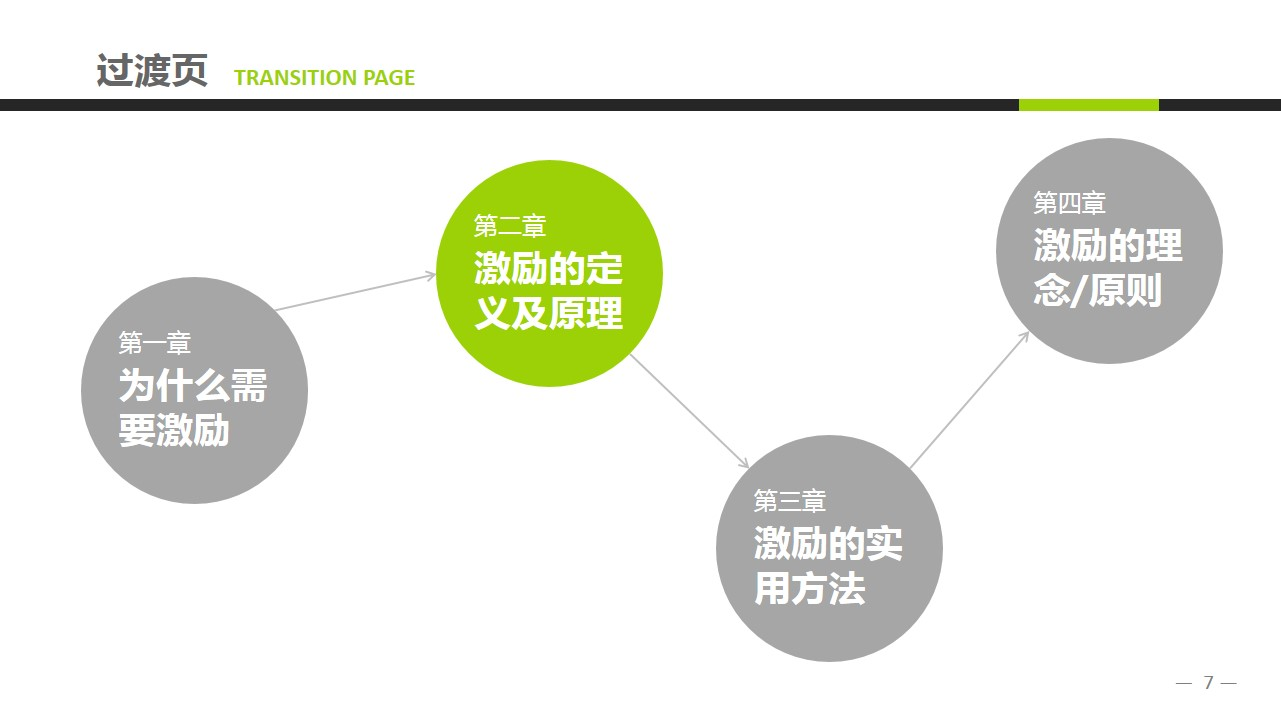 过渡页 TRANSITION PAGE
第一章
为什么需
要激励
第二章
激励的定
义及原理
第三章
激励的实
用方法
第四章
激励的理
念/原则
— 7 —